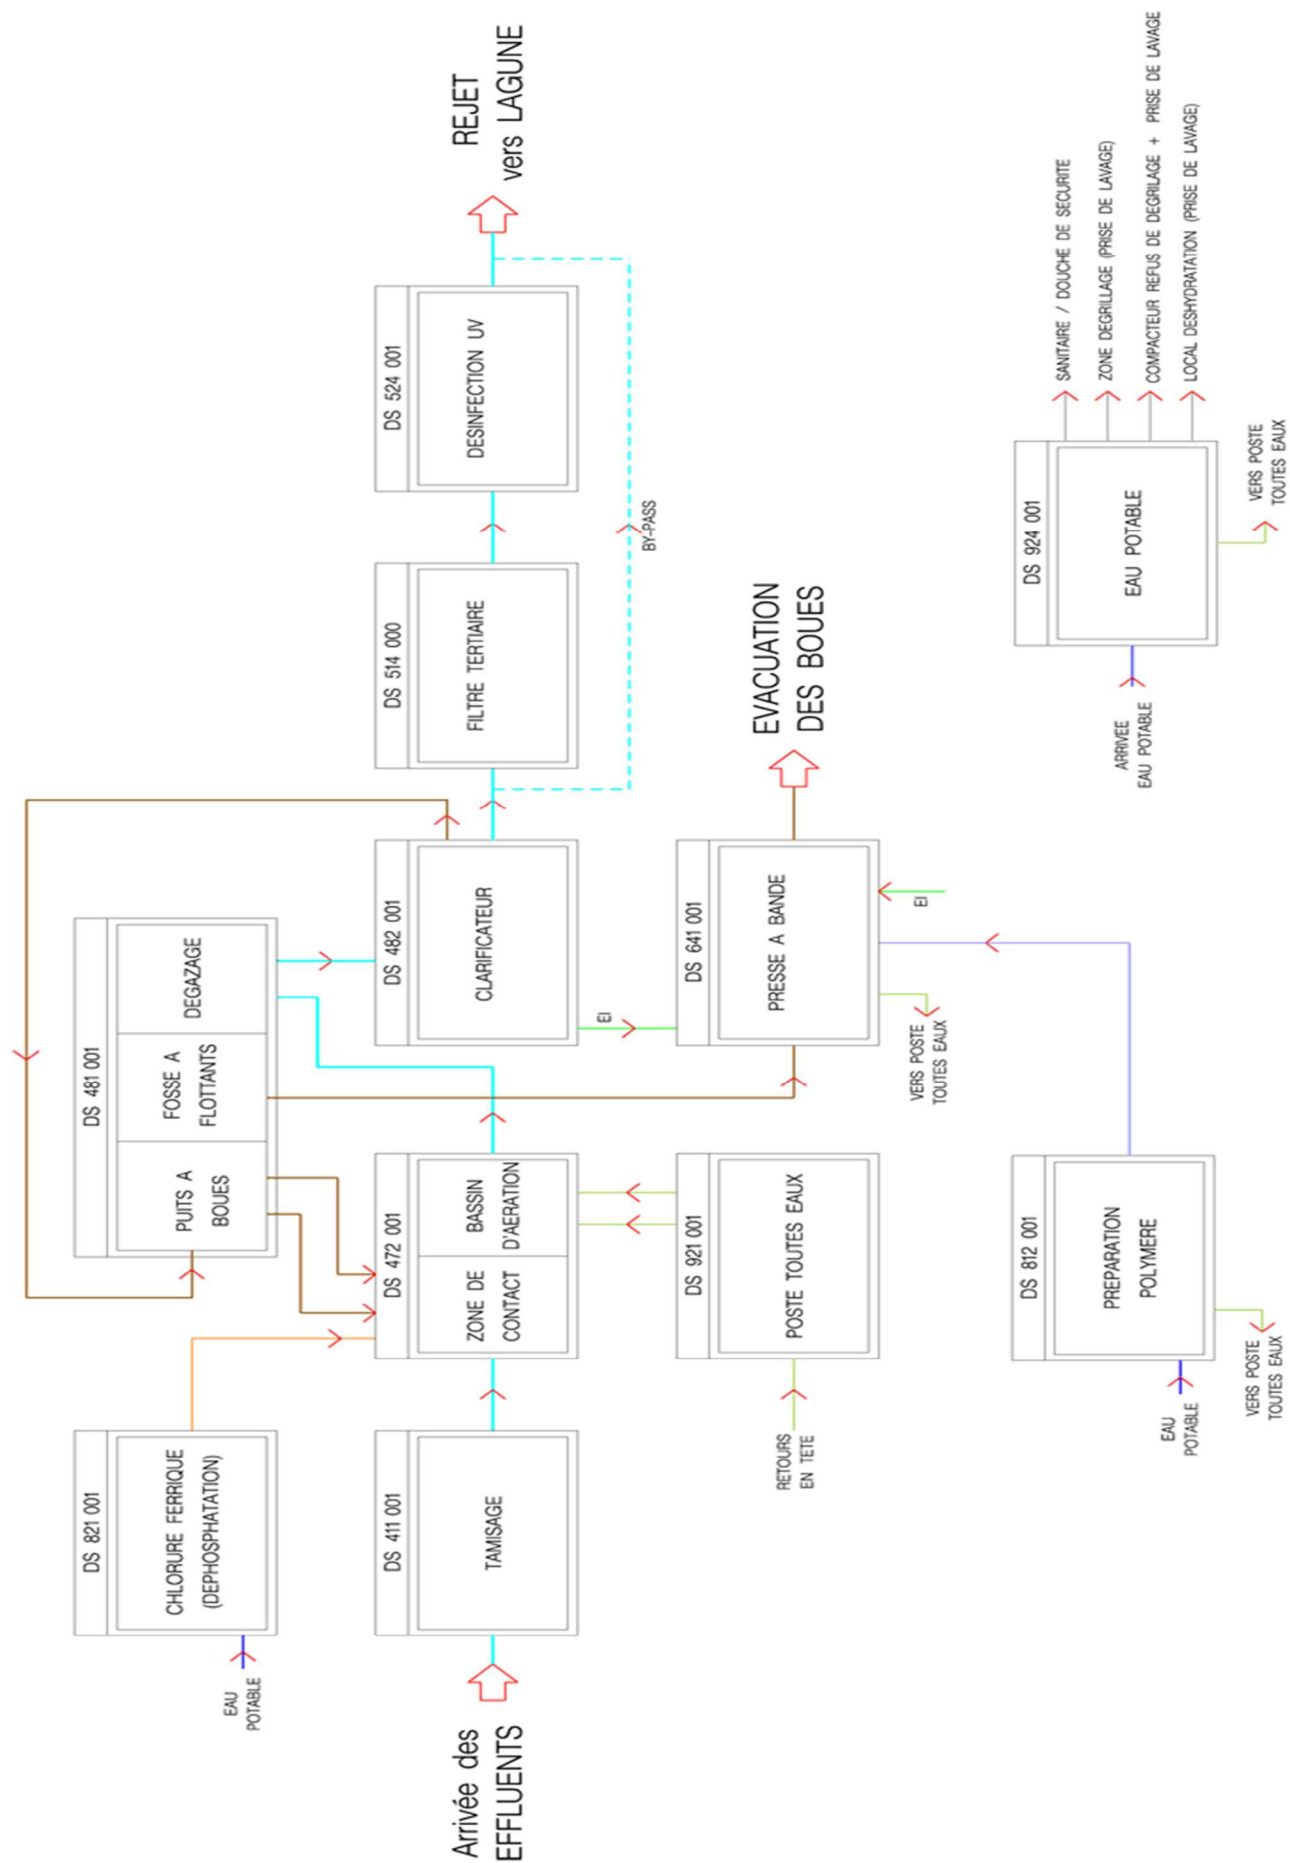 DS 821 001
CHLORURE FERRIQUE
(DEPHOSPHATATION)
EAU
POTABLE
DS 481 001
PUITS A
BOUES
FOSSE A
FLOTTANTS
DEGAZAGE
Arrivée des
EFFLUENTS
DS 411 001
TAMISAGE
DS 472 001
ZONE DE
CONTACT
BASSIN
D'AERATION
DS 482 001
CLARIFICATEUR
DS 514 000
FILTRE TERTIAIRE
DS 524 001
DESINFECTION UV
REJET
vers LAGUNE
EI
BY-PASS
RETOURS
EN TETE
DS 921 001
POSTE TOUTES EAUX
DS 641 001
PRESSE A BANDE
EVACUATION
DES BOUES
VERS POSTE
TOUTES EAUX
EI
DS 812 001
PREPARATION
POLYMERE
EAU
POTABLE
VERS POSTE
TOUTES EAUX
DS 924 001
EAU POTABLE
ARRIVEE
EAU POTABLE
SANITAIRE / DOUCHE DE SECURITE
ZONE DEGRILLAGE (PRISE DE LAVAGE)
COMPACTEUR REFUS DE DEGRILAGE + PRISE DE LAVAGE
LOCAL DESHYDRATATION (PRISE DE LAVAGE)
VERS POSTE
TOUTES EAUX